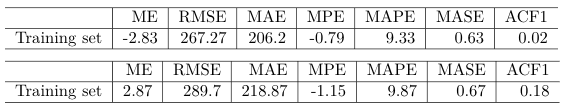 ME RMSE MAE MPE MAPE MASE ACF1
Training set -2.83 267.27 206.2 -0.79 9.33 0.63 0.02
ME RMSE MAE MPE MAPE MASE ACF1
Training set 2.87 289.7 218.87 -1.15 9.87 0.67 0.18